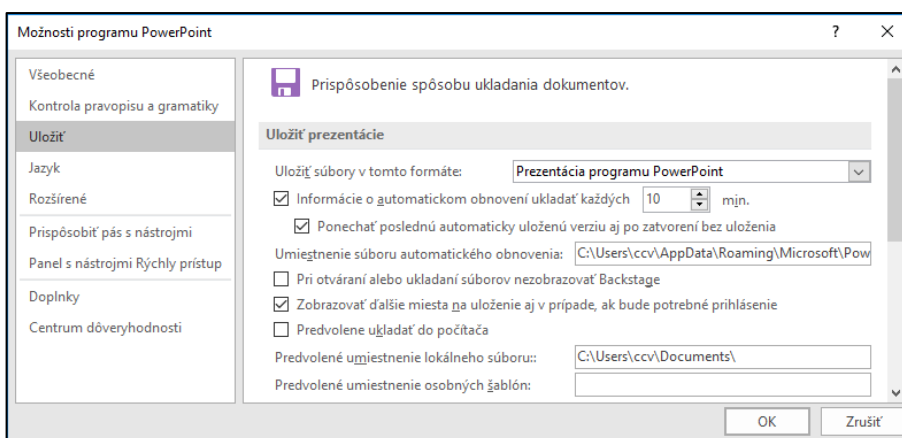 Možnosti programu PowerPoint
?
Všeobecné
Kontrola pravopisu a gramatiky
Uložiť
Jazyk
Rozšírené
Prispôsobiť pás s nástrojmi
Panel s nástrojmi Rýchly prístup
Doplnky
Centrum dôveryhodnosti
Prispôsobenie spôsobu ukladania dokumentov.
Uložiť prezentácie
Uložiť súbory v tomto formáte: Prezentácia programu PowerPoint
Informácie o automatickom obnovení ukladať každých 10 min.
Ponechať poslednú automaticky uloženú verziu aj po zatvorení bez uloženia
Umiestnenie súboru automatického obnovenia: C:\Users\ccv\AppData\Roaming\Microsoft\Pow
Pri otváraní alebo ukladaní súborov nezobrazovať Backstage
Zobrazovať ďalšie miesta na uloženie aj v prípade, ak bude potrebné prihlásenie
Predvolene ukladať do počítača
Predvolené umiestnenie lokálneho súboru:: C:\Users\ccv\Documents\
Predvolené umiestnenie osobných šablón:
OK Zrušiť